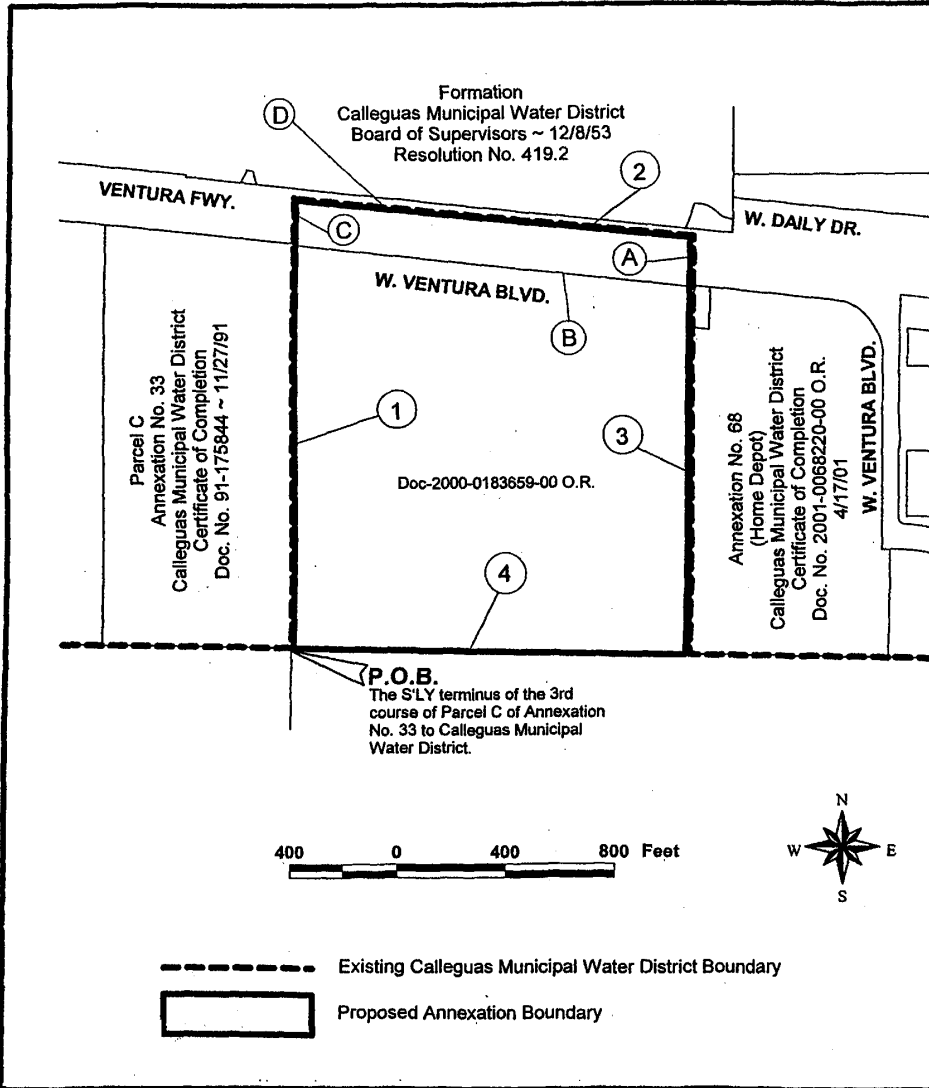 Formation
Calleguas Municipal Water District
Board of Supervisors ~ 12/8/53
Resolution No. 419.2
D
2
VENTURA FWY.
W. DAILY DR.
C
A
W. VENTURA BLVD.
B
Parcel C
Annexation No. 33
Calleguas Municipal Water District
Certificate of Completion
Doc. No. 91-175844 ~ 11/27/91
1
3
Doc-2000-0183659-00 O.R.
Annexation No. 68
(Home Depot)
Calleguas Municipal Water District
Certificate of Completion
Doc. No. 2001-0068220-00 O.R.
4/17/01
W. VENTURA BLVD.
4
P.O.B.
The S'LY terminus of the 3rd
course of Parcel C of Annexation
No. 33 to Calleguas Municipal
Water District.
400 0 400 800 Feet
N
W E
S
Existing Calleguas Municipal Water District Boundary
Proposed Annexation Boundary